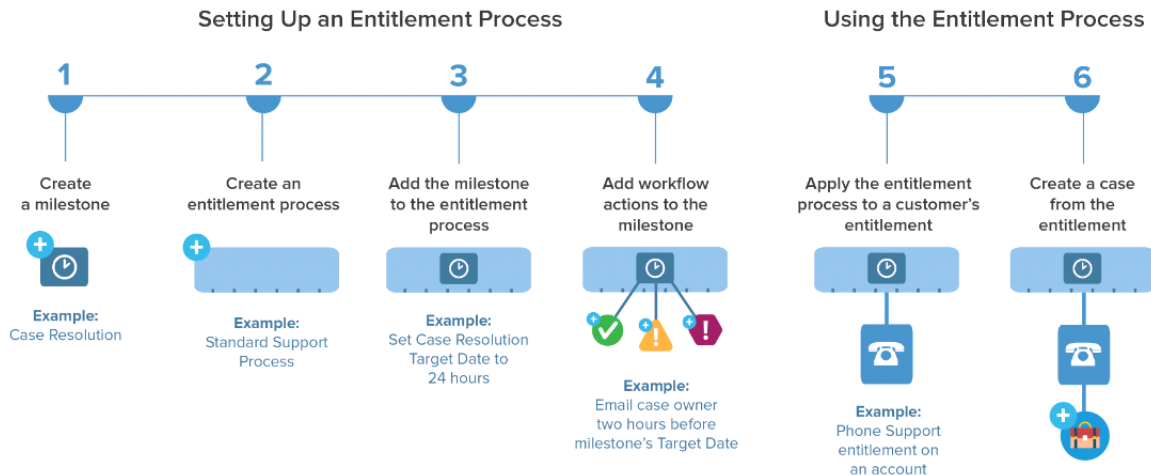 Setting Up an Entitlement Process
Using the Entitlement Process
1
2
3
4
5
6
Create
a milestone
Example:
Case Resolution
Create an
entitlement process
Example:
Standard Support
Process
Add the milestone
to the entitlement
process
Example:
Set Case Resolution
Target Date to
24 hours
Add workflow
actions to the
milestone
Example:
Email case owner
two hours before
milestone's Target Date
Apply the entitlement
process to a customer's
entitlement
Example:
Phone Support
entitlement on
an account
Create a case
from the
entitlement